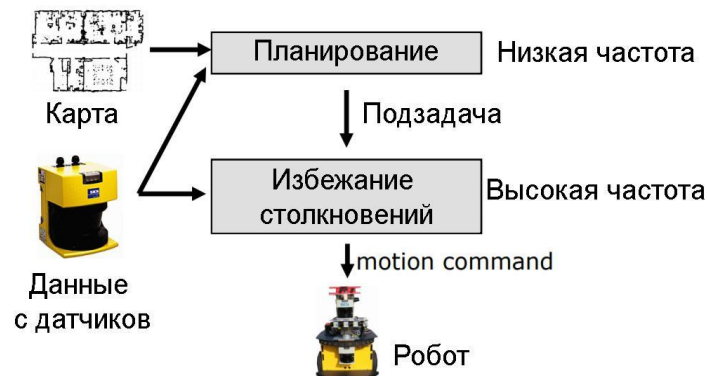 Планирование
Низкая частота
Карта
Подзадача
Избежание
столкновений
Высокая частота
Данные
с датчиков
motion command
Робот